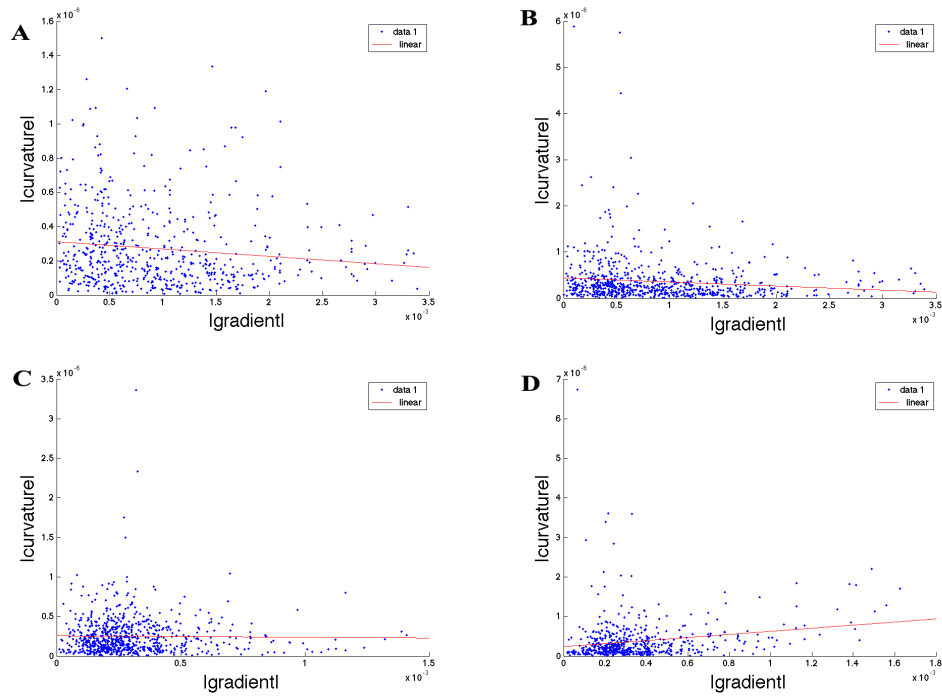 A
x 10⁻⁶
1.6
1.4
1.2
1
0.8
0.6
0.4
0.2
0
|curvature|
data 1
linear
0 0.5 1 1.5 2 2.5 3 3.5
x 10⁻³
|gradient|
B
x 10⁻⁶
6
5
4
3
2
1
0
|curvature|
data 1
linear
0 0.5 1 1.5 2 2.5 3 3.5
x 10⁻³
|gradient|
C
x 10⁻⁶
3.5
3
2.5
2
1.5
1
0.5
0
|curvature|
data 1
linear
0 0.5 1 1.5
x 10⁻³
|gradient|
D
x 10⁻⁶
7
6
5
4
3
2
1
0
|curvature|
data 1
linear
0 0.2 0.4 0.6 0.8 1 1.2 1.4 1.6 1.8
x 10⁻³
|gradient|